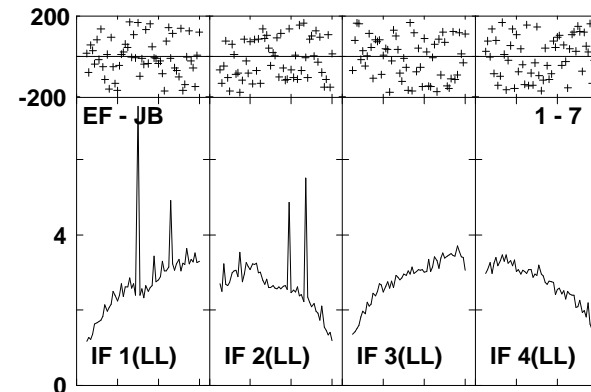 200
-200
EF - JB
1 - 7
4
IF 1(LL)
IF 2(LL)
IF 3(LL)
IF 4(LL)
0